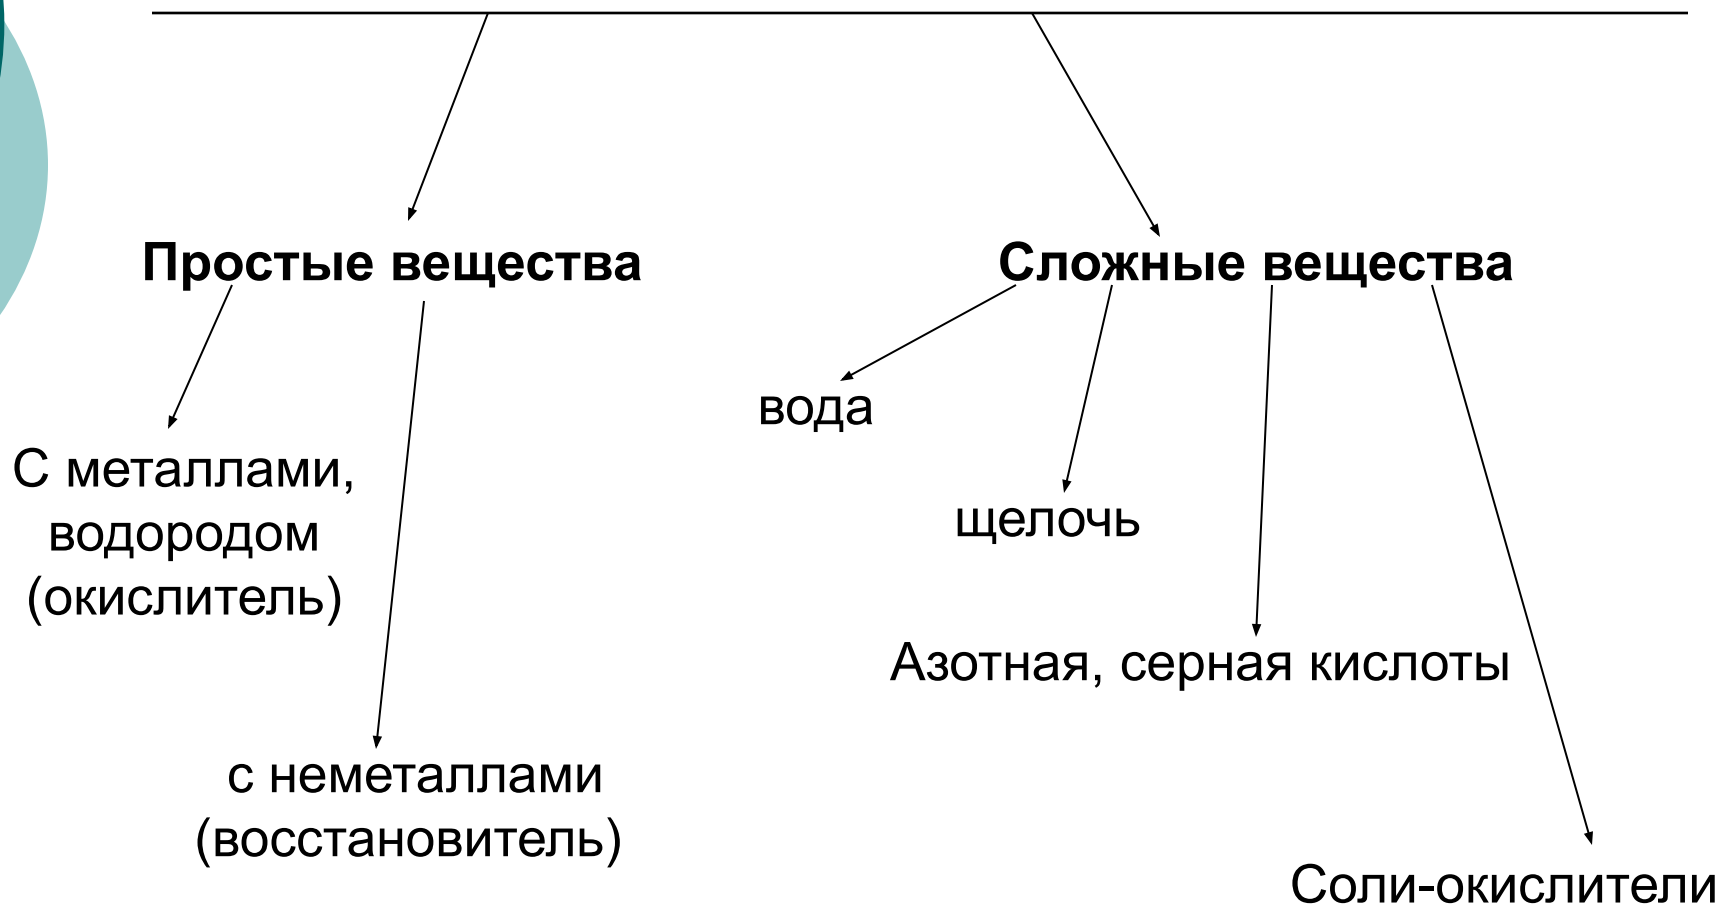 Простые вещества
Сложные вещества
С металлами,
водородом
(окислитель)
с неметаллами
(восстановитель)
вода
щелочь
Азотная, серная кислоты
Соли-окислители